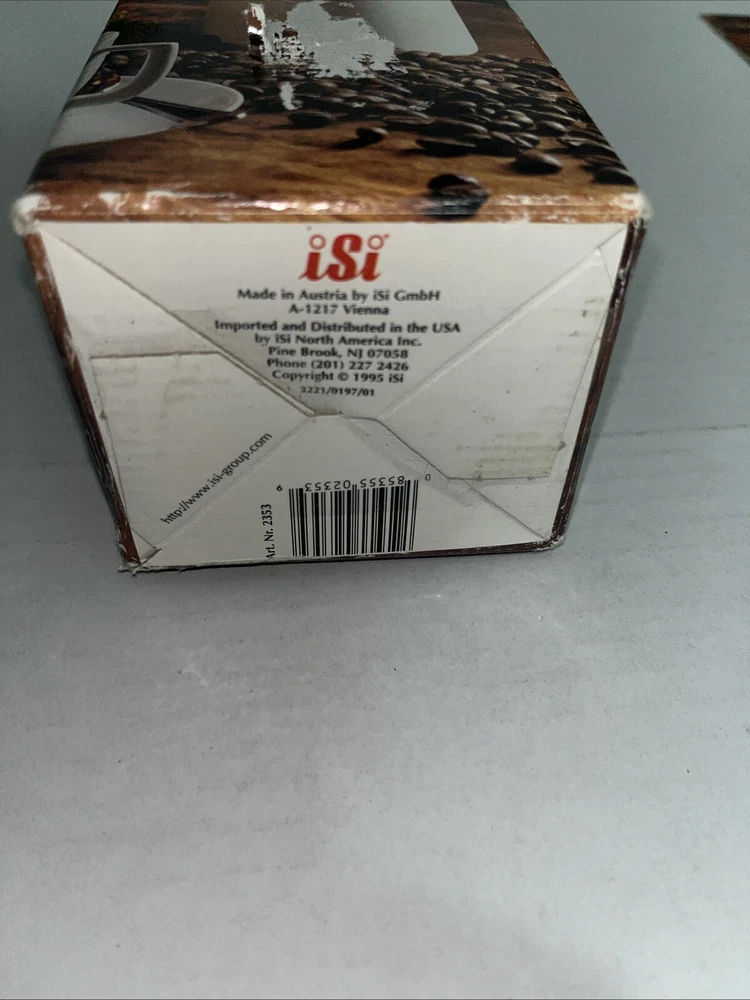 iSi
Made in Austria by iSi GmbH
A-1217 Vienna
Imported and Distributed in the USA
by iSi North America Inc.
Pine Brook, NJ 07058
Phone (201) 227 2426
Copyright © 1995 iSi
3221/0197/01
http://www.isi-group.com
Art. Nr. 2353
0 85355 02353 9